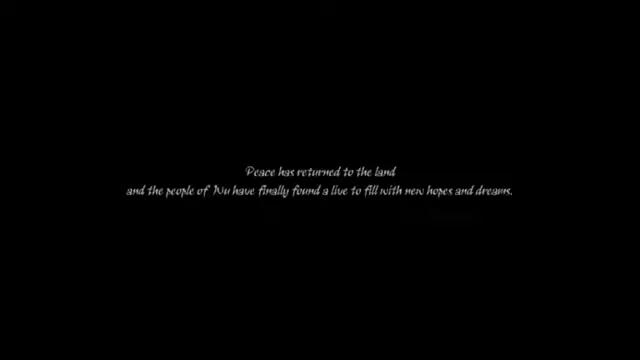 Peace has returned to the land
and the people of Nu have finally found a live to fill with new hopes and dreams.